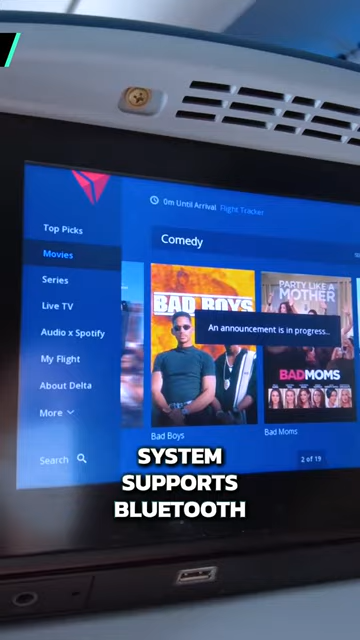 0m Until Arrival Flight Tracker
Top Picks
Movies
Series
Live TV
Audio x Spotify
My Flight
About Delta
More
Search
Comedy
BAD BOYS
PARTY LIKE A
MOTHER
An announcement is in progress...
BADMOMS
Bad Boys
Bad Moms
2 of 19
SYSTEM
SUPPORTS
BLUETOOTH